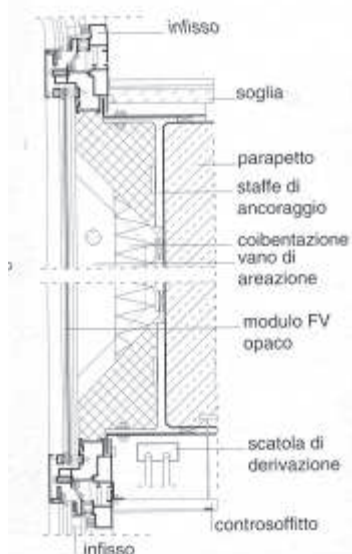 infisso
soglia
parapetto
staffe di
ancoraggio
coibentazione
vano di
areazione
modulo FV
opaco
scatola di
derivazione
controsoffitto
infisso